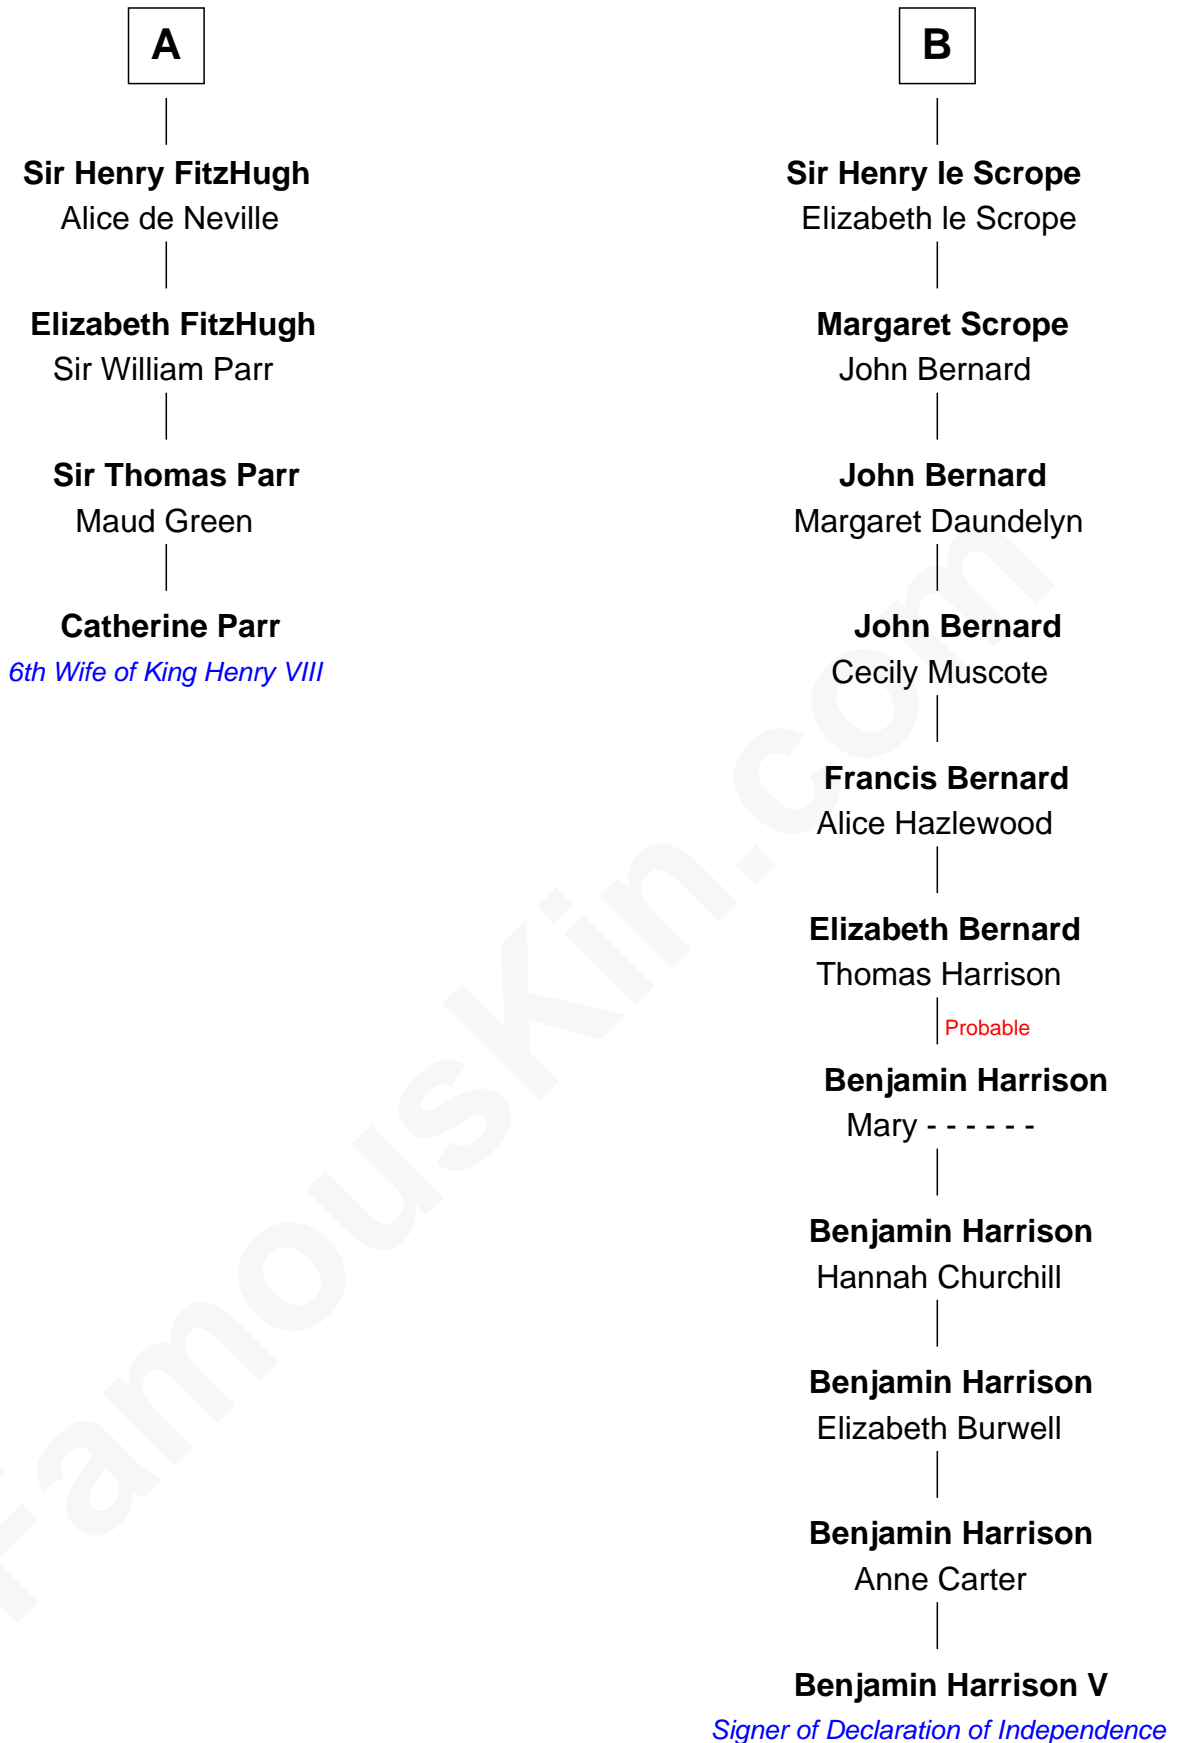 A
Sir Henry FitzHugh
Alice de Neville
Elizabeth FitzHugh
Sir William Parr
Sir Thomas Parr
Maud Green
Catherine Parr
6th Wife of King Henry VIII
B
Sir Henry le Scrope
Elizabeth le Scrope
Margaret Scrope
John Bernard
John Bernard
Margaret Daundelyn
John Bernard
Cecily Muscote
Francis Bernard
Alice Hazlewood
Elizabeth Bernard
Thomas Harrison
Probable
Benjamin Harrison
Mary - - - - - -
Benjamin Harrison
Hannah Churchill
Benjamin Harrison
Elizabeth Burwell
Benjamin Harrison
Anne Carter
Benjamin Harrison V
Signer of Declaration of Independence
FamousKin.com